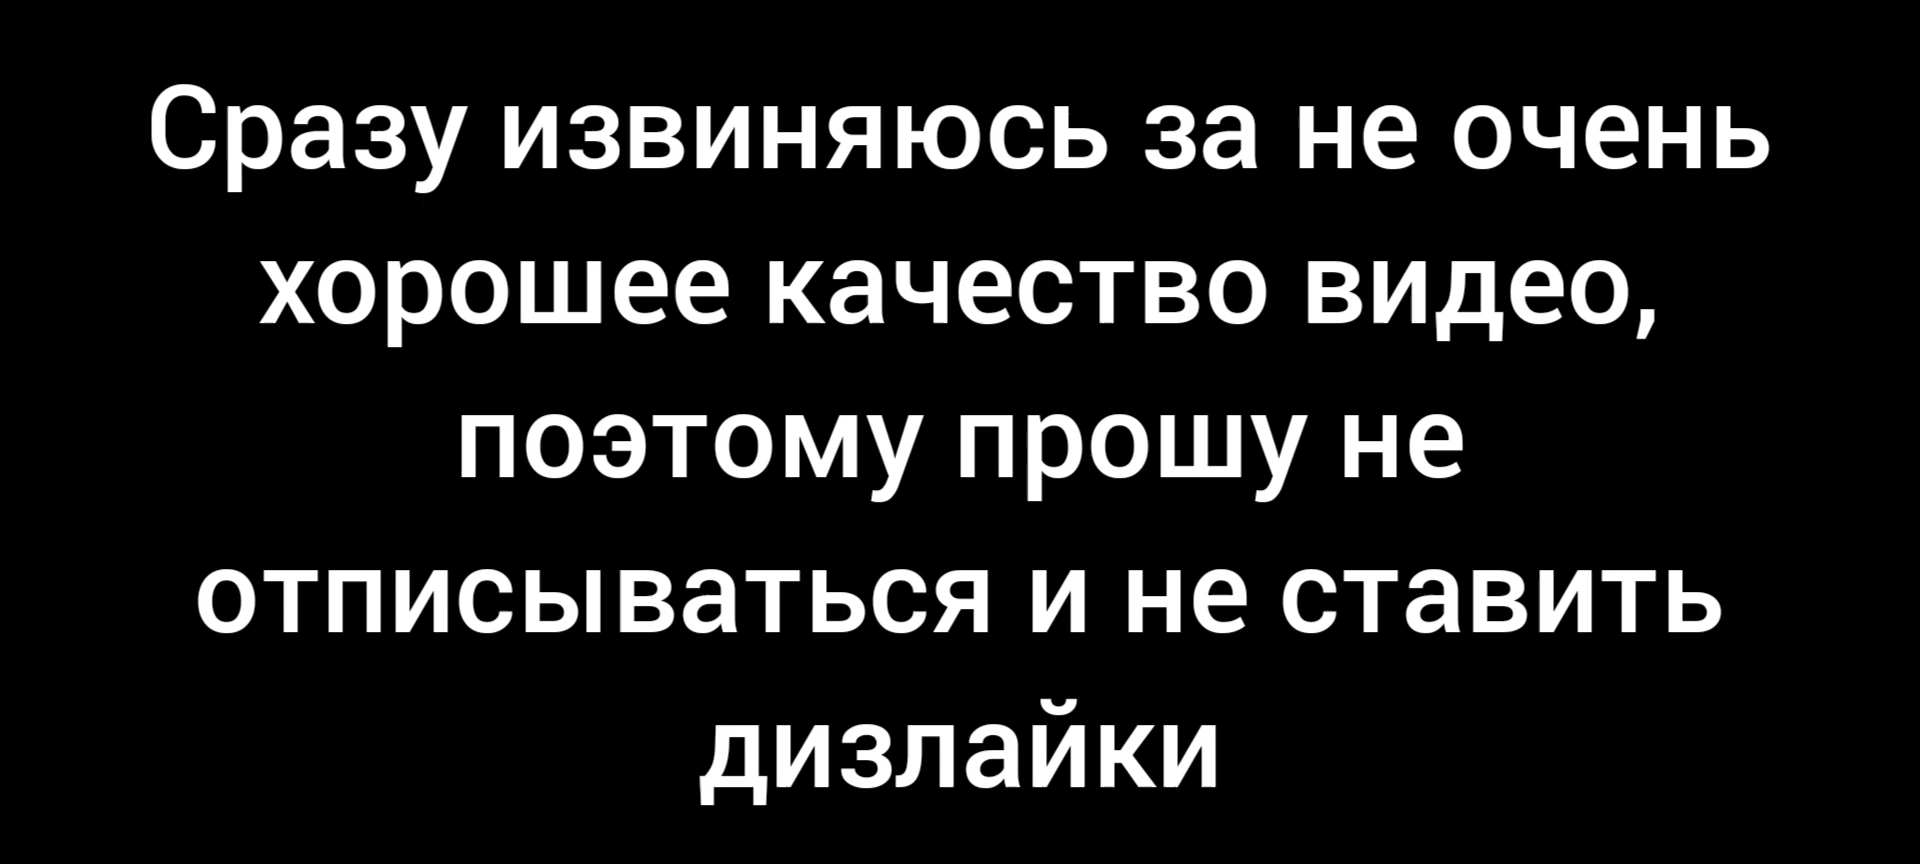 Сразу извиняюсь за не очень
хорошее качество видео,
поэтому прошу не
отписываться и не ставить
дизлайки